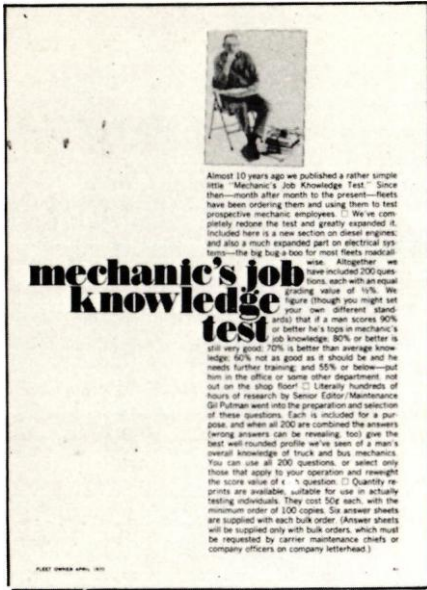 Almost 10 years ago we published a rather simple
little "Mechanic's Job Knowledge Test." Since
then—month after month to the present—fleets
have been ordering them and using them to test
prospective mechanic employees. □ We've com-
pletely redone the test and greatly expanded it.
Included here is a new section on diesel engines;
and also a much expanded part on electrical sys-
tems—the big bug-a-boo for most fleets roadcall-
wise. Altogether we
have included 200 ques-
tions, each with an equal
grading value of ½%. We
figure (though you might set
your own different stand-
ards) that if a man scores 90%
or better he's tops in mechanic's
job knowledge; 80% or better is
still very good; 70% is better than average know-
ledge; 60% not as good as it should be and he
needs further training; and 55% or below—put
him in the office or some other department, not
out on the shop floor! □ Literally hundreds of
hours of research by Senior Editor/Maintenance
Gil Putman went into the preparation and selection
of these questions. Each is included for a pur-
pose, and when all 200 are combined the answers
(wrong answers can be revealing, too) give the
best well-rounded profile we've seen of a man's
overall knowledge of truck and bus mechanics.
You can use all 200 questions, or select only
those that apply to your operation and reweight
the score value of question. □ Quantity re-
prints are available, suitable for use in actually
testing individuals. They cost 50¢ each, with the
minimum order of 100 copies. Six answer sheets
are supplied with each bulk order. (Answer sheets
will be supplied only with bulk orders, which must
be requested by carrier maintenance chiefs or
company officers on company letterhead.)
mechanic's job
knowledge
test
FLEET OWNER APRIL